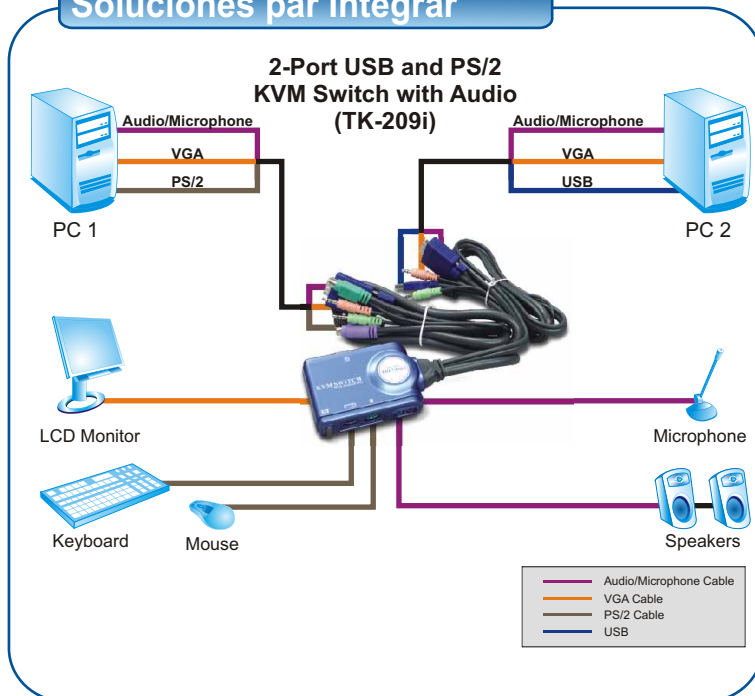 Soluciones par integrar
2-Port USB and PS/2
KVM Switch with Audio
(TK-209i)
Audio/Microphone
VGA
PS/2
PC 1
Audio/Microphone
VGA
USB
PC 2
KVM SWITCH
LCD Monitor
Microphone
Keyboard
Mouse
Speakers
Audio/Microphone Cable
VGA Cable
PS/2 Cable
USB